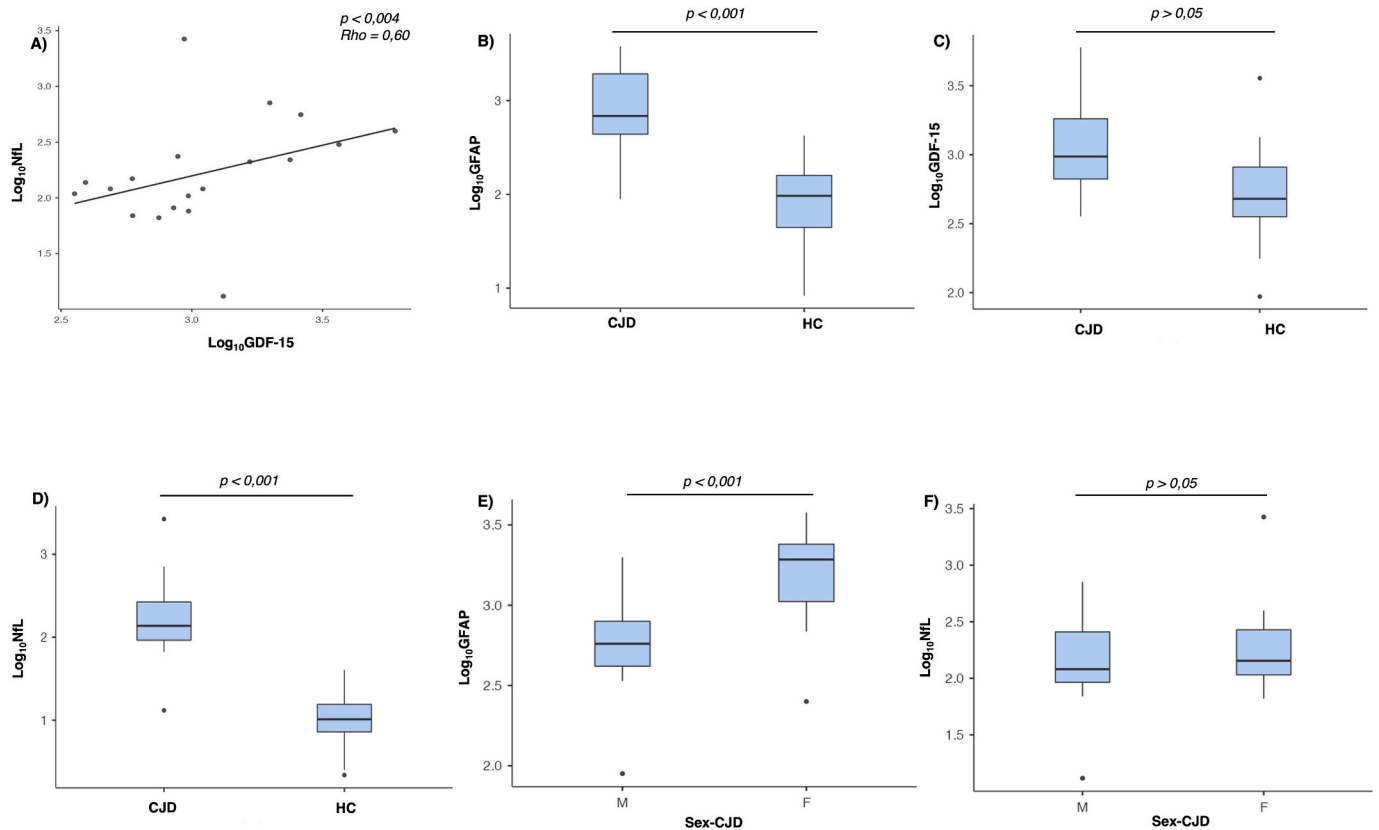 A)
p < 0,004
Rho = 0,60
3.5
3.0
2.5
2.0
1.5
2.5
3.0
3.5
Log₁₀NfL
Log₁₀GDF-15
B)
p < 0,001
3
2
1
Log₁₀GFAP
CJD
HC
C)
p > 0,05
3.5
3.0
2.5
2.0
Log₁₀GDF-15
CJD
HC
D)
p < 0,001
3
2
1
Log₁₀NfL
CJD
HC
E)
p < 0,001
3.5
3.0
2.5
2.0
Log₁₀GFAP
M
F
Sex-CJD
F)
p > 0,05
3.5
3.0
2.5
2.0
1.5
Log₁₀NfL
M
F
Sex-CJD